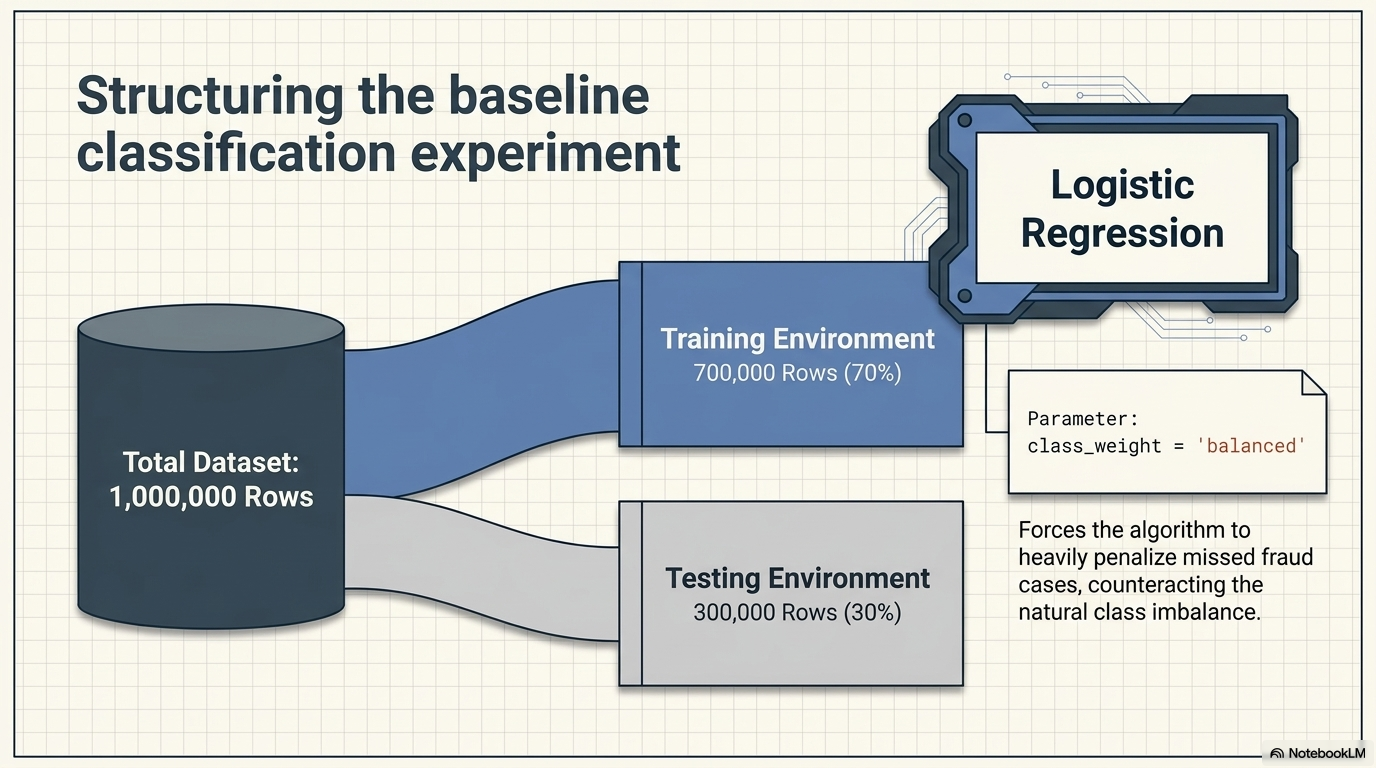 Structuring the baseline
classification experiment
Logistic
Regression
Total Dataset:
1,000,000 Rows
Training Environment
700,000 Rows (70%)
Testing Environment
300,000 Rows (30%)
Parameter:
class_weight = 'balanced'
Forces the algorithm to
heavily penalize missed fraud
cases, counteracting the
natural class imbalance.
NotebookLM